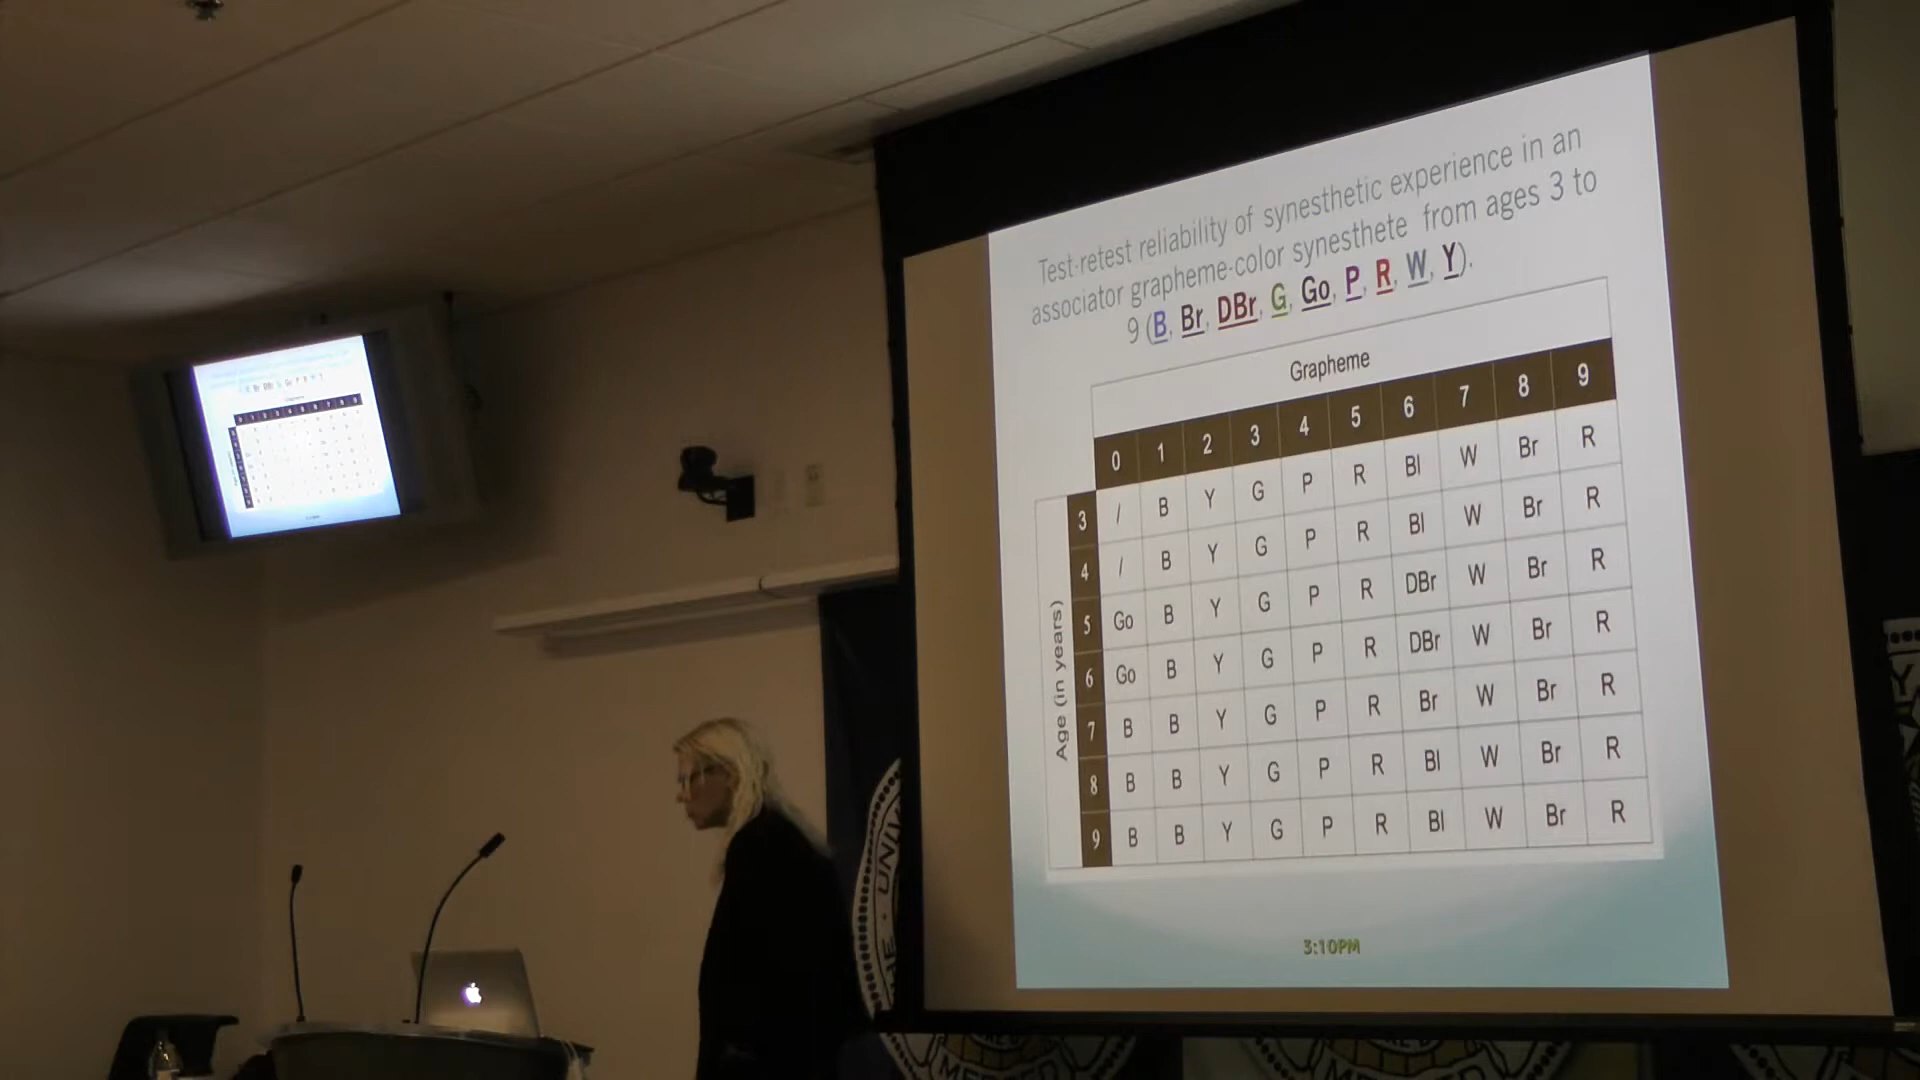 Test-retest reliability of synesthetic experience in an
associator grapheme-color synesthete from ages 3 to
9 (B, Br, DBr, G, Go, P, R, W, Y).
Grapheme
0 1 2 3 4 5 6 7 8 9
Age (in years)
3 / B Y G P R Bl W Br R
4 / B Y G P R Bl W Br R
5 Go B Y G P R DBr W Br R
6 Go B Y G P R DBr W Br R
7 B B Y G P R Br W Br R
8 B B Y G P R Bl W Br R
9 B B Y G P R Bl W Br R
3:10PM